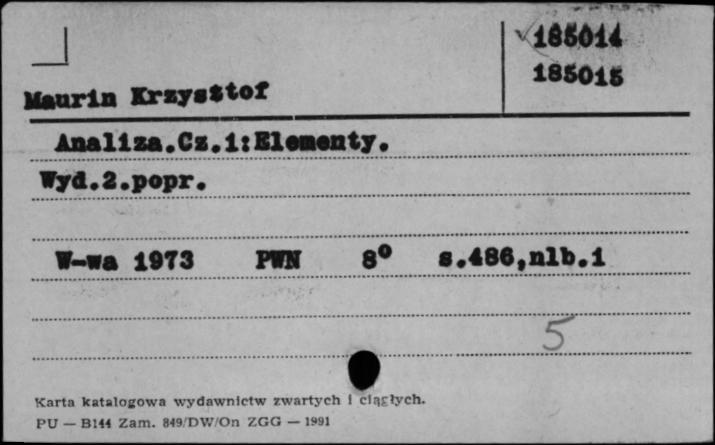 185014
185015
Maurin Krzysztof
Analiza.Cz.1:Elementy.
Wyd.2.popr.
W-wa 1973 PWN 8⁰ s.486,nlb.1
5
Karta katalogowa wydawnictw zwartych i ciągłych.
PU — B144 Zam. 849/DW/On ZGG — 1991